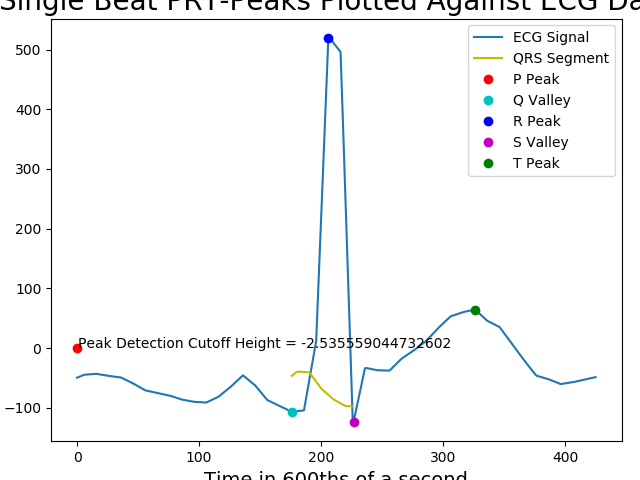 Single Beat PRT-Peaks Plotted Against ECG Da
ECG Signal
QRS Segment
P Peak
Q Valley
R Peak
S Valley
T Peak
500
400
300
200
100
0
−100
Peak Detection Cutoff Height = -2.535559044732602
0 100 200 300 400
Time in 600ths of a second